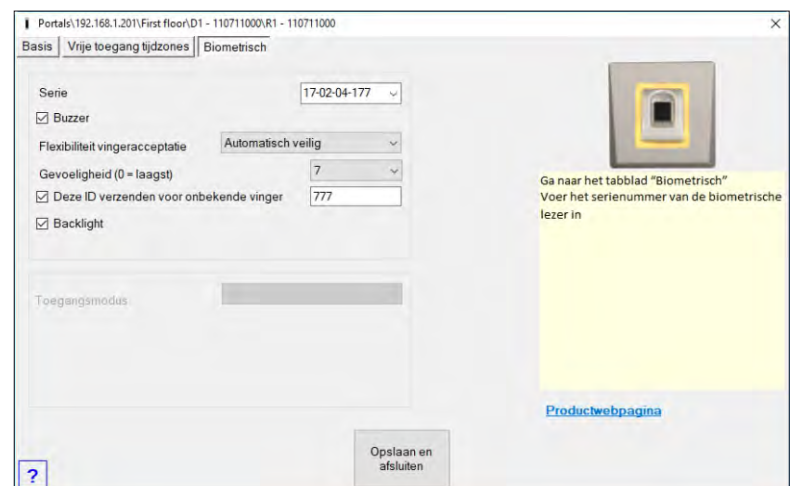 Portals\192.168.1.201\First floor\D1 - 110711000\R1 - 110711000
Basis Vrije toegang tijdzones Biometrisch
Serie 17-02-04-177
Buzzer
Flexibiliteit vingeracceptatie Automatisch veilig
Gevoeligheid (0 = laagst) 7
Deze ID verzenden voor onbekende vinger 777
Backlight
Toegangsmodus
Ga naar het tabblad "Biometrisch"
Voer het serienummer van de biometrische
lezer in
Productwebpagina
Opslaan en
afsluiten
?